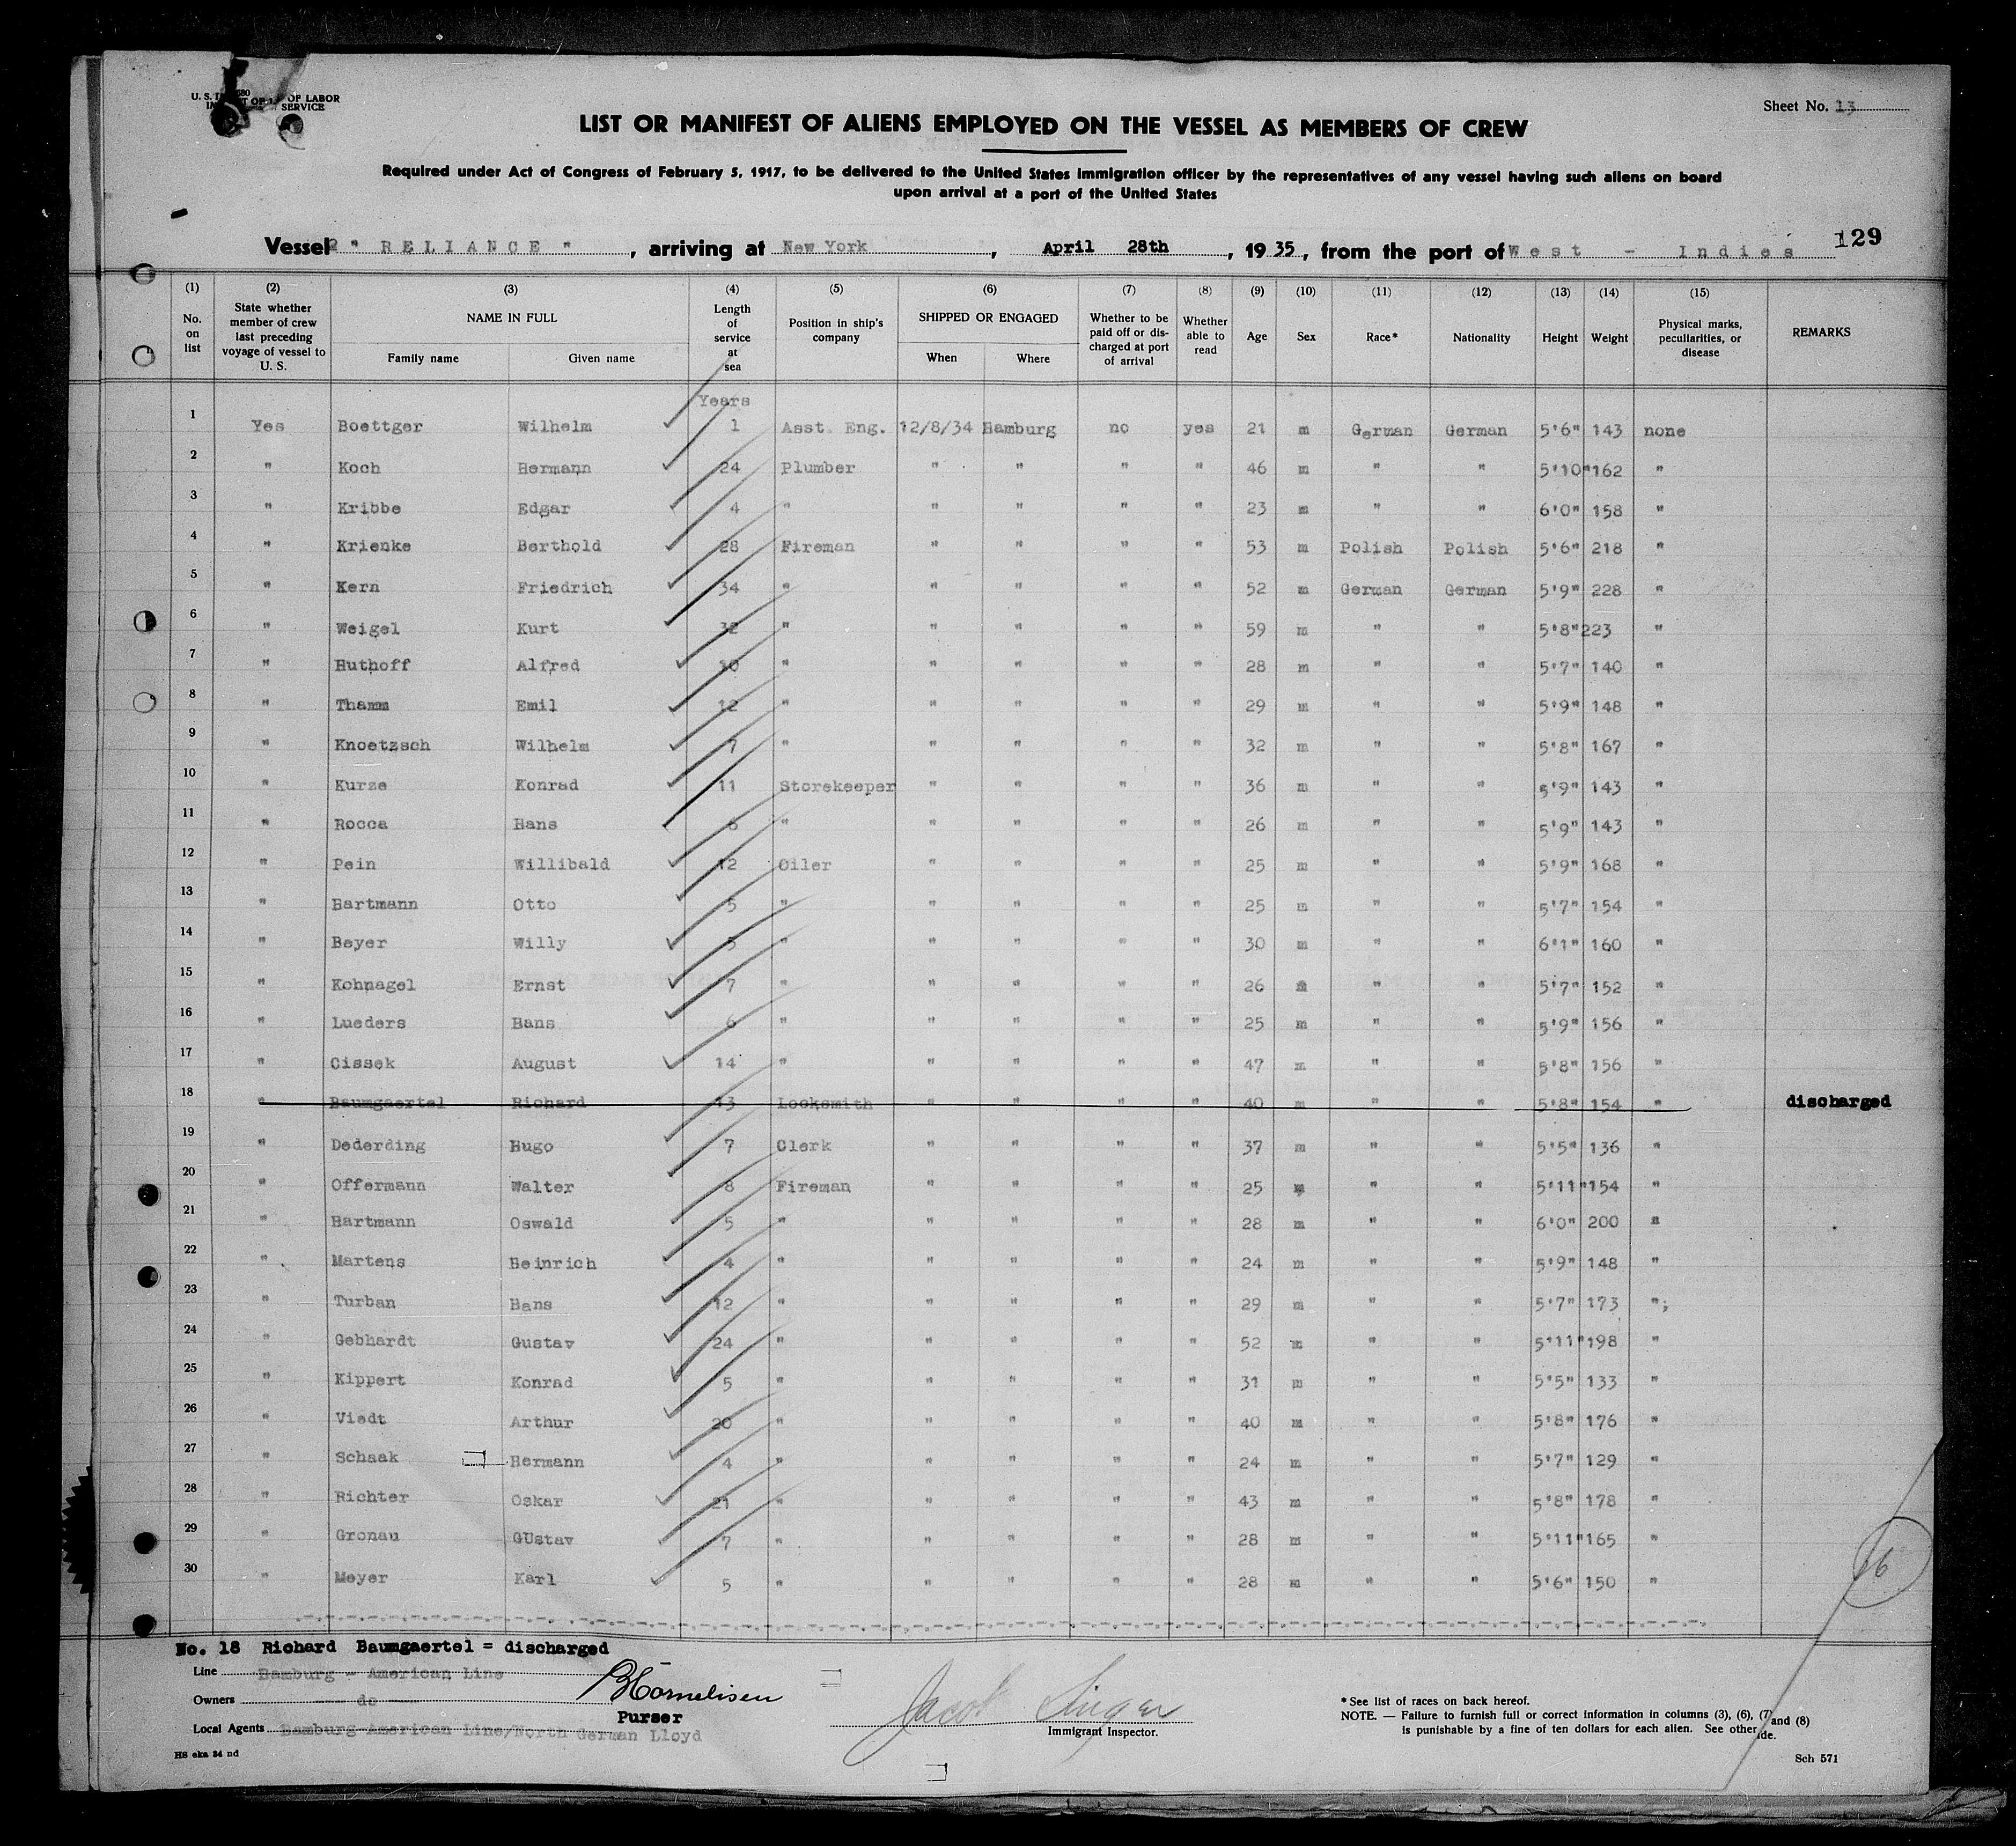 U. S. DEPARTMENT OF LABOR
IMMIGRATION SERVICE
Sheet No. 13
LIST OR MANIFEST OF ALIENS EMPLOYED ON THE VESSEL AS MEMBERS OF CREW
Required under Act of Congress of February 5, 1917, to be delivered to the United States Immigration officer by the representatives of any vessel having such aliens on board
upon arrival at a port of the United States
Vessel " RELIANCE " , arriving at New York , April 28th , 19 35, from the port of West - Indies 129
(1) (2) (3) (4) (5) (6) (7) (8) (9) (10) (11) (12) (13) (14) (15)
No. on list State whether member of crew last preceding voyage of vessel to U. S. NAME IN FULL Family name Given name Length of service at sea Position in ship's company SHIPPED OR ENGAGED When Where Whether to be paid off or discharged at port of arrival Whether able to read Age Sex Race* Nationality Height Weight Physical marks, peculiarities, or disease REMARKS
Years
1 Yes Boettger Wilhelm 1 Asst. Eng. 12/8/34 Hamburg no yes 21 m German German 5'6" 143 none
2 " Koch Hermann 24 Plumber " " " " 46 m " " 5'10" 162 "
3 " Kribbe Edgar 4 " " " " " 23 m " " 6'0" 158 "
4 " Krienke Berthold 28 Fireman " " " " 53 m Polish Polish 5'6" 218 "
5 " Kern Friedrich 34 " " " " " 52 m German German 5'9" 228 "
6 " Weigel Kurt 32 " " " " " 59 m " " 5'8" 223 "
7 " Huthoff Alfred 10 " " " " " 28 m " " 5'7" 140 "
8 " Thamm Emil 12 " " " " " 29 m " " 5'9" 148 "
9 " Knoetzsch Wilhelm 7 " " " " " 32 m " " 5'8" 167 "
10 " Kurze Konrad 11 Storekeeper " " " " 36 m " " 5'9" 143 "
11 " Rocca Hans 6 " " " " " 26 m " " 5'9" 143 "
12 " Pein Willibald 12 Oiler " " " " 25 m " " 5'9" 168 "
13 " Hartmann Otto 5 " " " " " 25 m " " 5'7" 154 "
14 " Beyer Willy 5 " " " " " 30 m " " 6'1" 160 "
15 " Kohnagel Ernst 7 " " " " " 26 m " " 5'7" 152 "
16 " Lueders Hans 6 " " " " " 25 m " " 5'9" 156 "
17 " Cissek August 14 " " " " " 47 m " " 5'8" 156 "
18 " Baumgaertel Richard 13 Locksmith " " " " 40 m " " 5'8" 154 " discharged
19 " Dederding Hugo 7 Clerk " " " " 37 m " " 5'5" 136 "
20 " Offermann Walter 8 Fireman " " " " 25 m " " 5'11" 154 "
21 " Hartmann Oswald 5 " " " " " 28 m " " 6'0" 200 "
22 " Martens Heinrich 4 " " " " " 24 m " " 5'9" 148 "
23 " Turban Hans 12 " " " " " 29 m " " 5'7" 173 ";
24 " Gebhardt Gustav 24 " " " " " 52 m " " 5'11" 198 "
25 " Kippert Konrad 5 " " " " " 31 m " " 5'5" 133 "
26 " Viedt Arthur 20 " " " " " 40 m " " 5'8" 176 "
27 " Schaak Hermann 4 " " " " " 24 m " " 5'7" 129 "
28 " Richter Oskar 21 " " " " " 43 m " " 5'8" 178 "
29 " Gronau GUstav 7 " " " " " 28 m " " 5'11" 165 "
30 " Meyer Karl 5 " " " " " 28 m " " 5'6" 150 "
No. 18 Richard Baumgaertel = discharged
Line Hamburg - American Line
Owners do
Purser
Local Agents Hamburg American Line/North German Lloyd
HS eka 34 nd
Jacob Singer
Immigrant Inspector.
* See list of races on back hereof.
NOTE. — Failure to furnish full or correct information in columns (3), (6), (7) and (8)
is punishable by a fine of ten dollars for each alien. See other side.
Sch 571